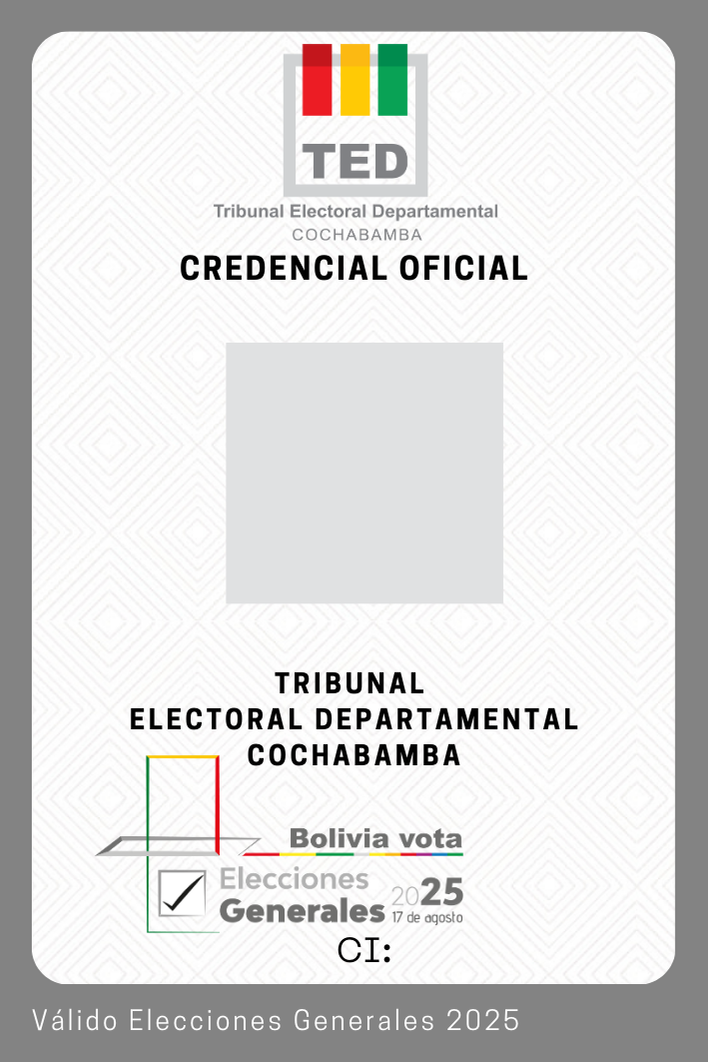 TED
Tribunal Electoral Departamental
COCHABAMBA
CREDENCIAL OFICIAL
TRIBUNAL
ELECTORAL DEPARTAMENTAL
COCHABAMBA
Bolivia vota
Elecciones
Generales 2025
17 de agosto
CI:
Válido Elecciones Generales 2025